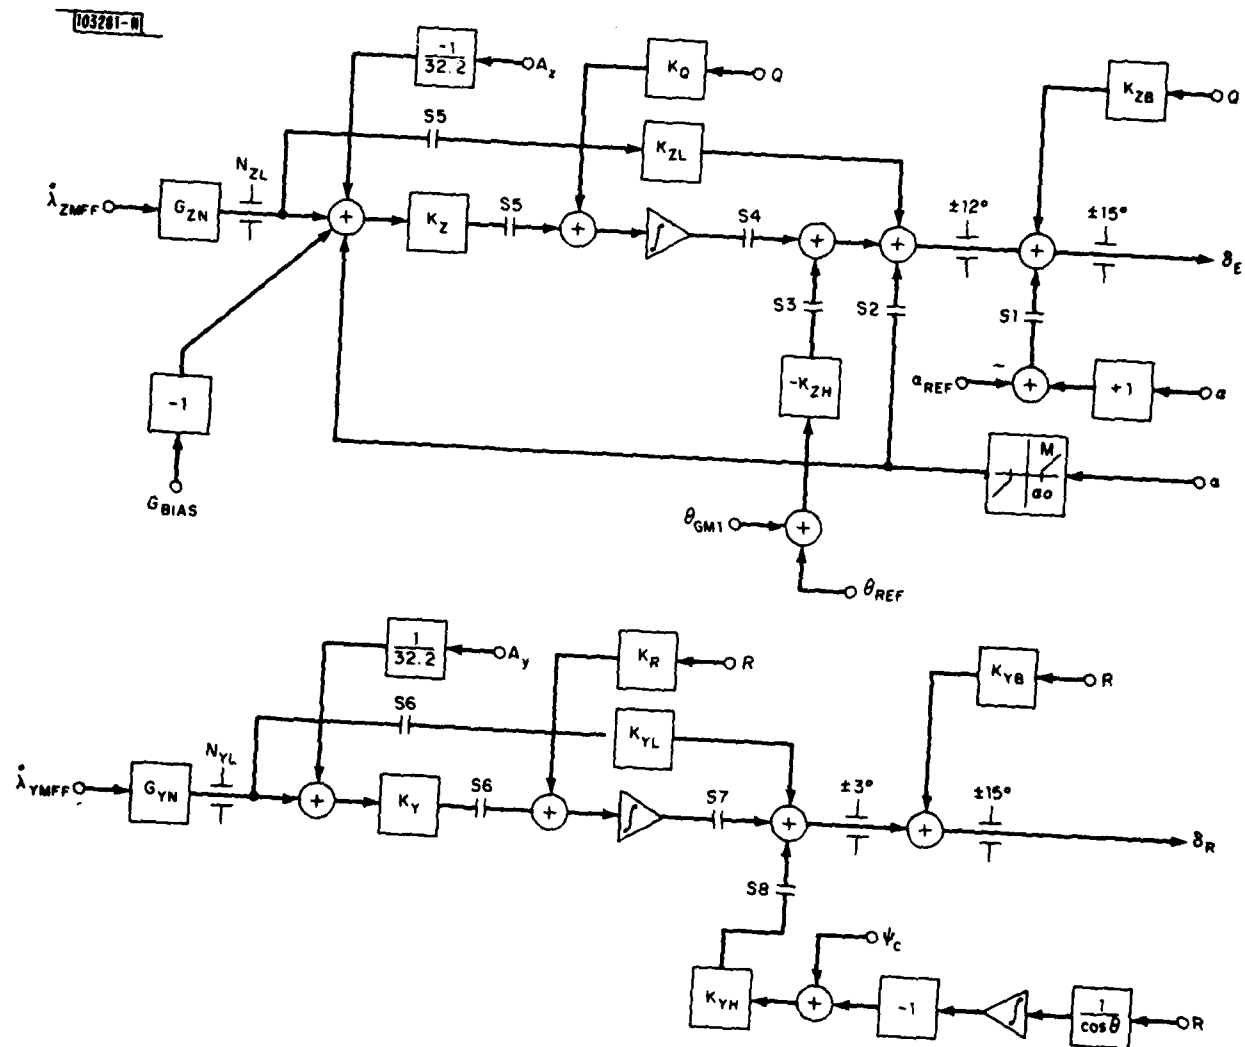 103281-N
-1
32.2
A_z
K_Q
Q
K_ZB
Q
S5
K_ZL
N_ZL
λ̇_ZMFF
G_ZN
+
K_Z
S5
+
∫
S4
+
+
±12°
+
±15°
δ_E
S3
S2
S1
-K_ZH
α_REF
-
+
+1
α
-1
G_BIAS
M
αo
α
θ_GM1
+
θ_REF
1
32.2
A_y
K_R
R
K_YB
R
S6
K_YL
N_YL
λ̇_YMFF
G_YN
+
K_Y
S6
+
∫
S7
+
±3°
+
±15°
δ_R
S8
ψ_C
K_YH
+
-1
∫
1
cosθ
R